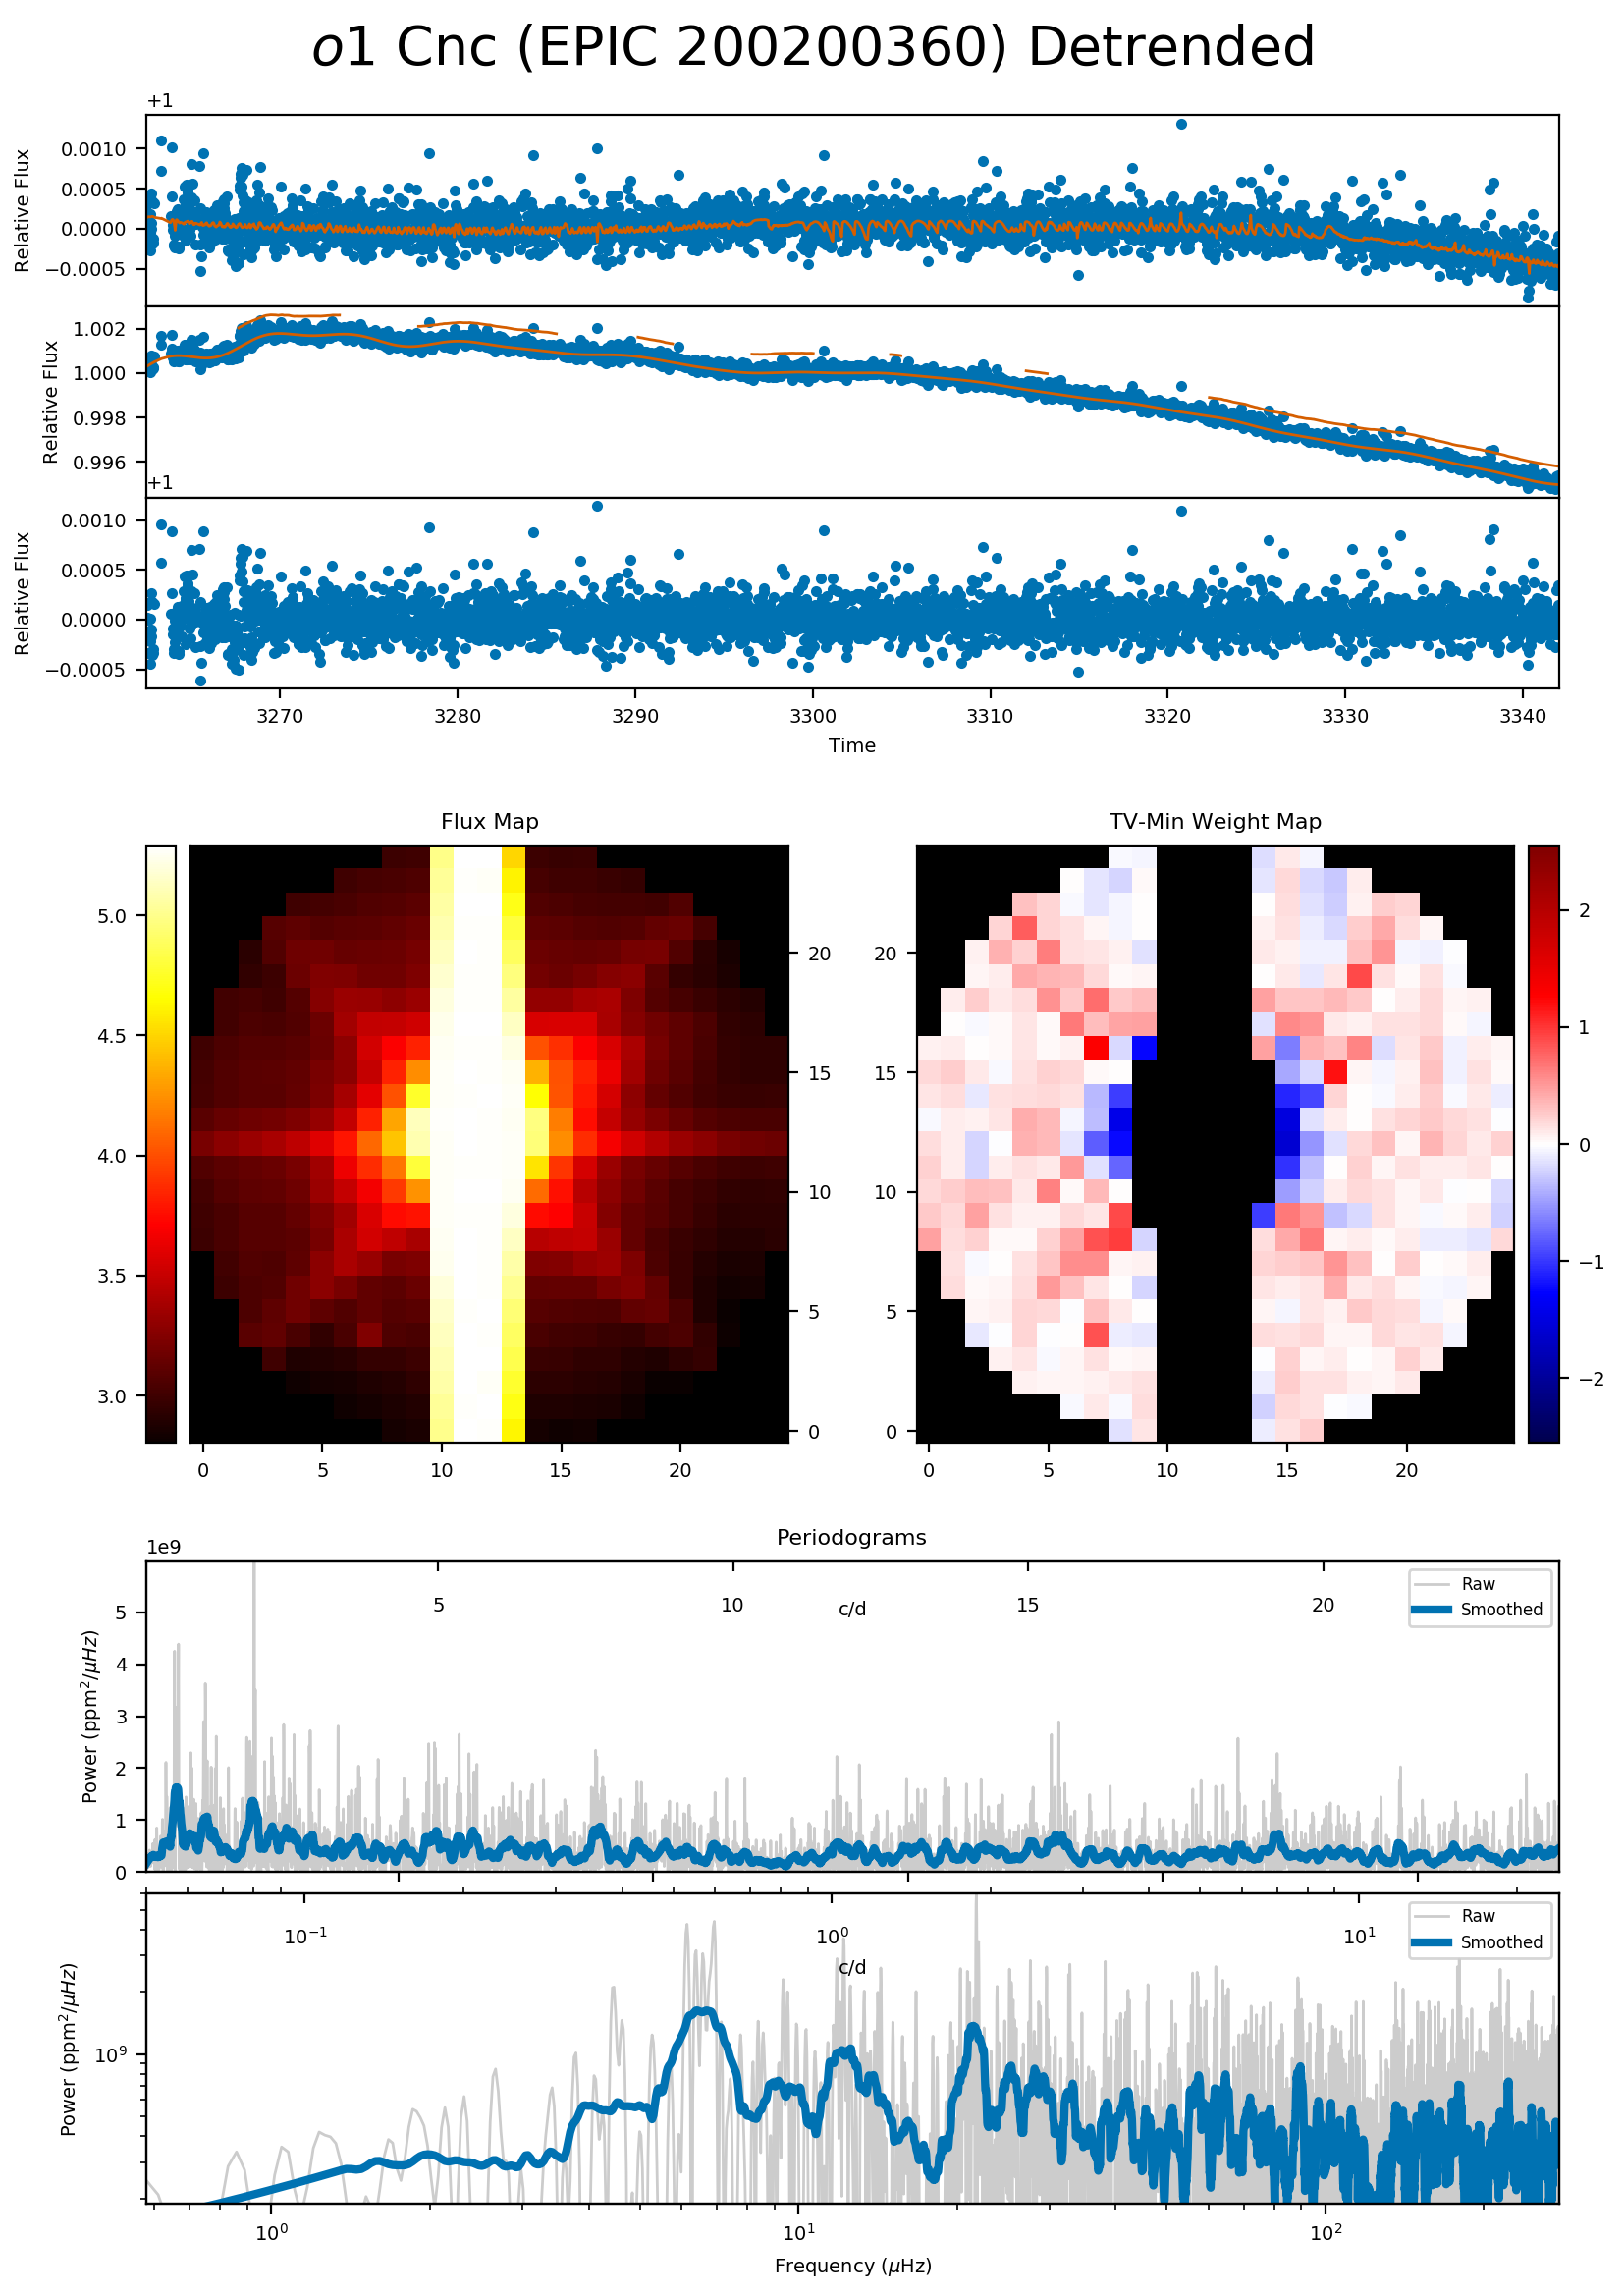 o1 Cnc (EPIC 200200360) Detrended
+1
Relative Flux
0.0010
0.0005
0.0000
−0.0005
Relative Flux
1.002
1.000
0.998
0.996
+1
Relative Flux
0.0010
0.0005
0.0000
−0.0005
3270 3280 3290 3300 3310 3320 3330 3340
Time
Flux Map
5.0
4.5
4.0
3.5
3.0
20
15
10
5
0
0 5 10 15 20
TV-Min Weight Map
20
15
10
5
0
0 5 10 15 20
2
1
0
−1
−2
Periodograms
1e9
Power (ppm²/μHz)
5
4
3
2
1
0
5 10 15 20
c/d
Raw
Smoothed
Power (ppm²/μHz)
10⁹
10⁻¹ 10⁰ 10¹
c/d
Raw
Smoothed
10⁰ 10¹ 10²
Frequency (μHz)